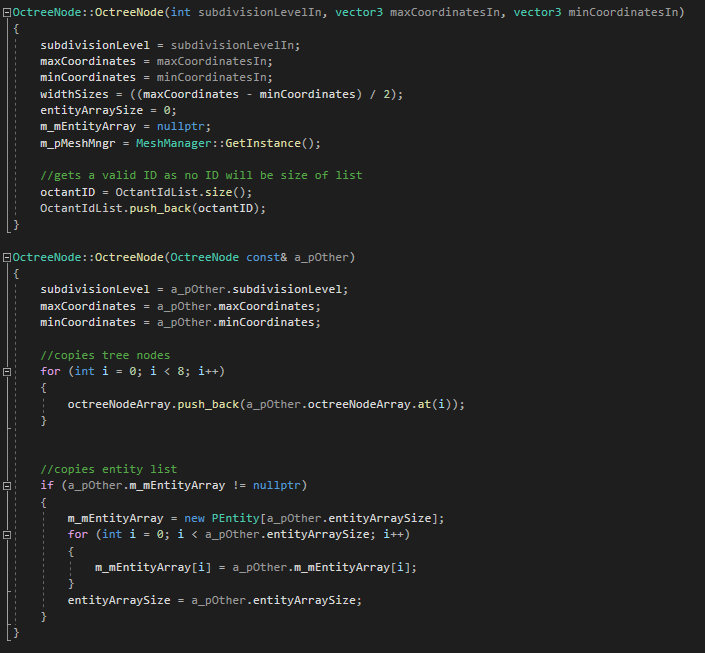 OctreeNode::OctreeNode(int subdivisionLevelIn, vector3 maxCoordinatesIn, vector3 minCoordinatesIn)
{
    subdivisionLevel = subdivisionLevelIn;
    maxCoordinates = maxCoordinatesIn;
    minCoordinates = minCoordinatesIn;
    widthSizes = ((maxCoordinates - minCoordinates) / 2);
    entityArraySize = 0;
    m_mEntityArray = nullptr;
    m_pMeshMngr = MeshManager::GetInstance();

    //gets a valid ID as no ID will be size of list
    octantID = OctantIdList.size();
    OctantIdList.push_back(octantID);
}

OctreeNode::OctreeNode(OctreeNode const& a_pOther)
{
    subdivisionLevel = a_pOther.subdivisionLevel;
    maxCoordinates = a_pOther.maxCoordinates;
    minCoordinates = a_pOther.minCoordinates;

    //copies tree nodes
    for (int i = 0; i < 8; i++)
    {
        octreeNodeArray.push_back(a_pOther.octreeNodeArray.at(i));
    }


    //copies entity list
    if (a_pOther.m_mEntityArray != nullptr)
    {
        m_mEntityArray = new PEntity[a_pOther.entityArraySize];
        for (int i = 0; i < a_pOther.entityArraySize; i++)
        {
            m_mEntityArray[i] = a_pOther.m_mEntityArray[i];
        }
        entityArraySize = a_pOther.entityArraySize;
    }
}